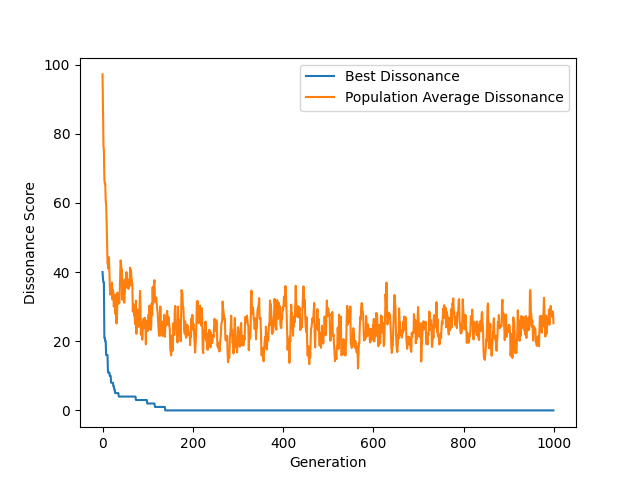 Best Dissonance
Population Average Dissonance
Dissonance Score
100
80
60
40
20
0
0 200 400 600 800 1000
Generation